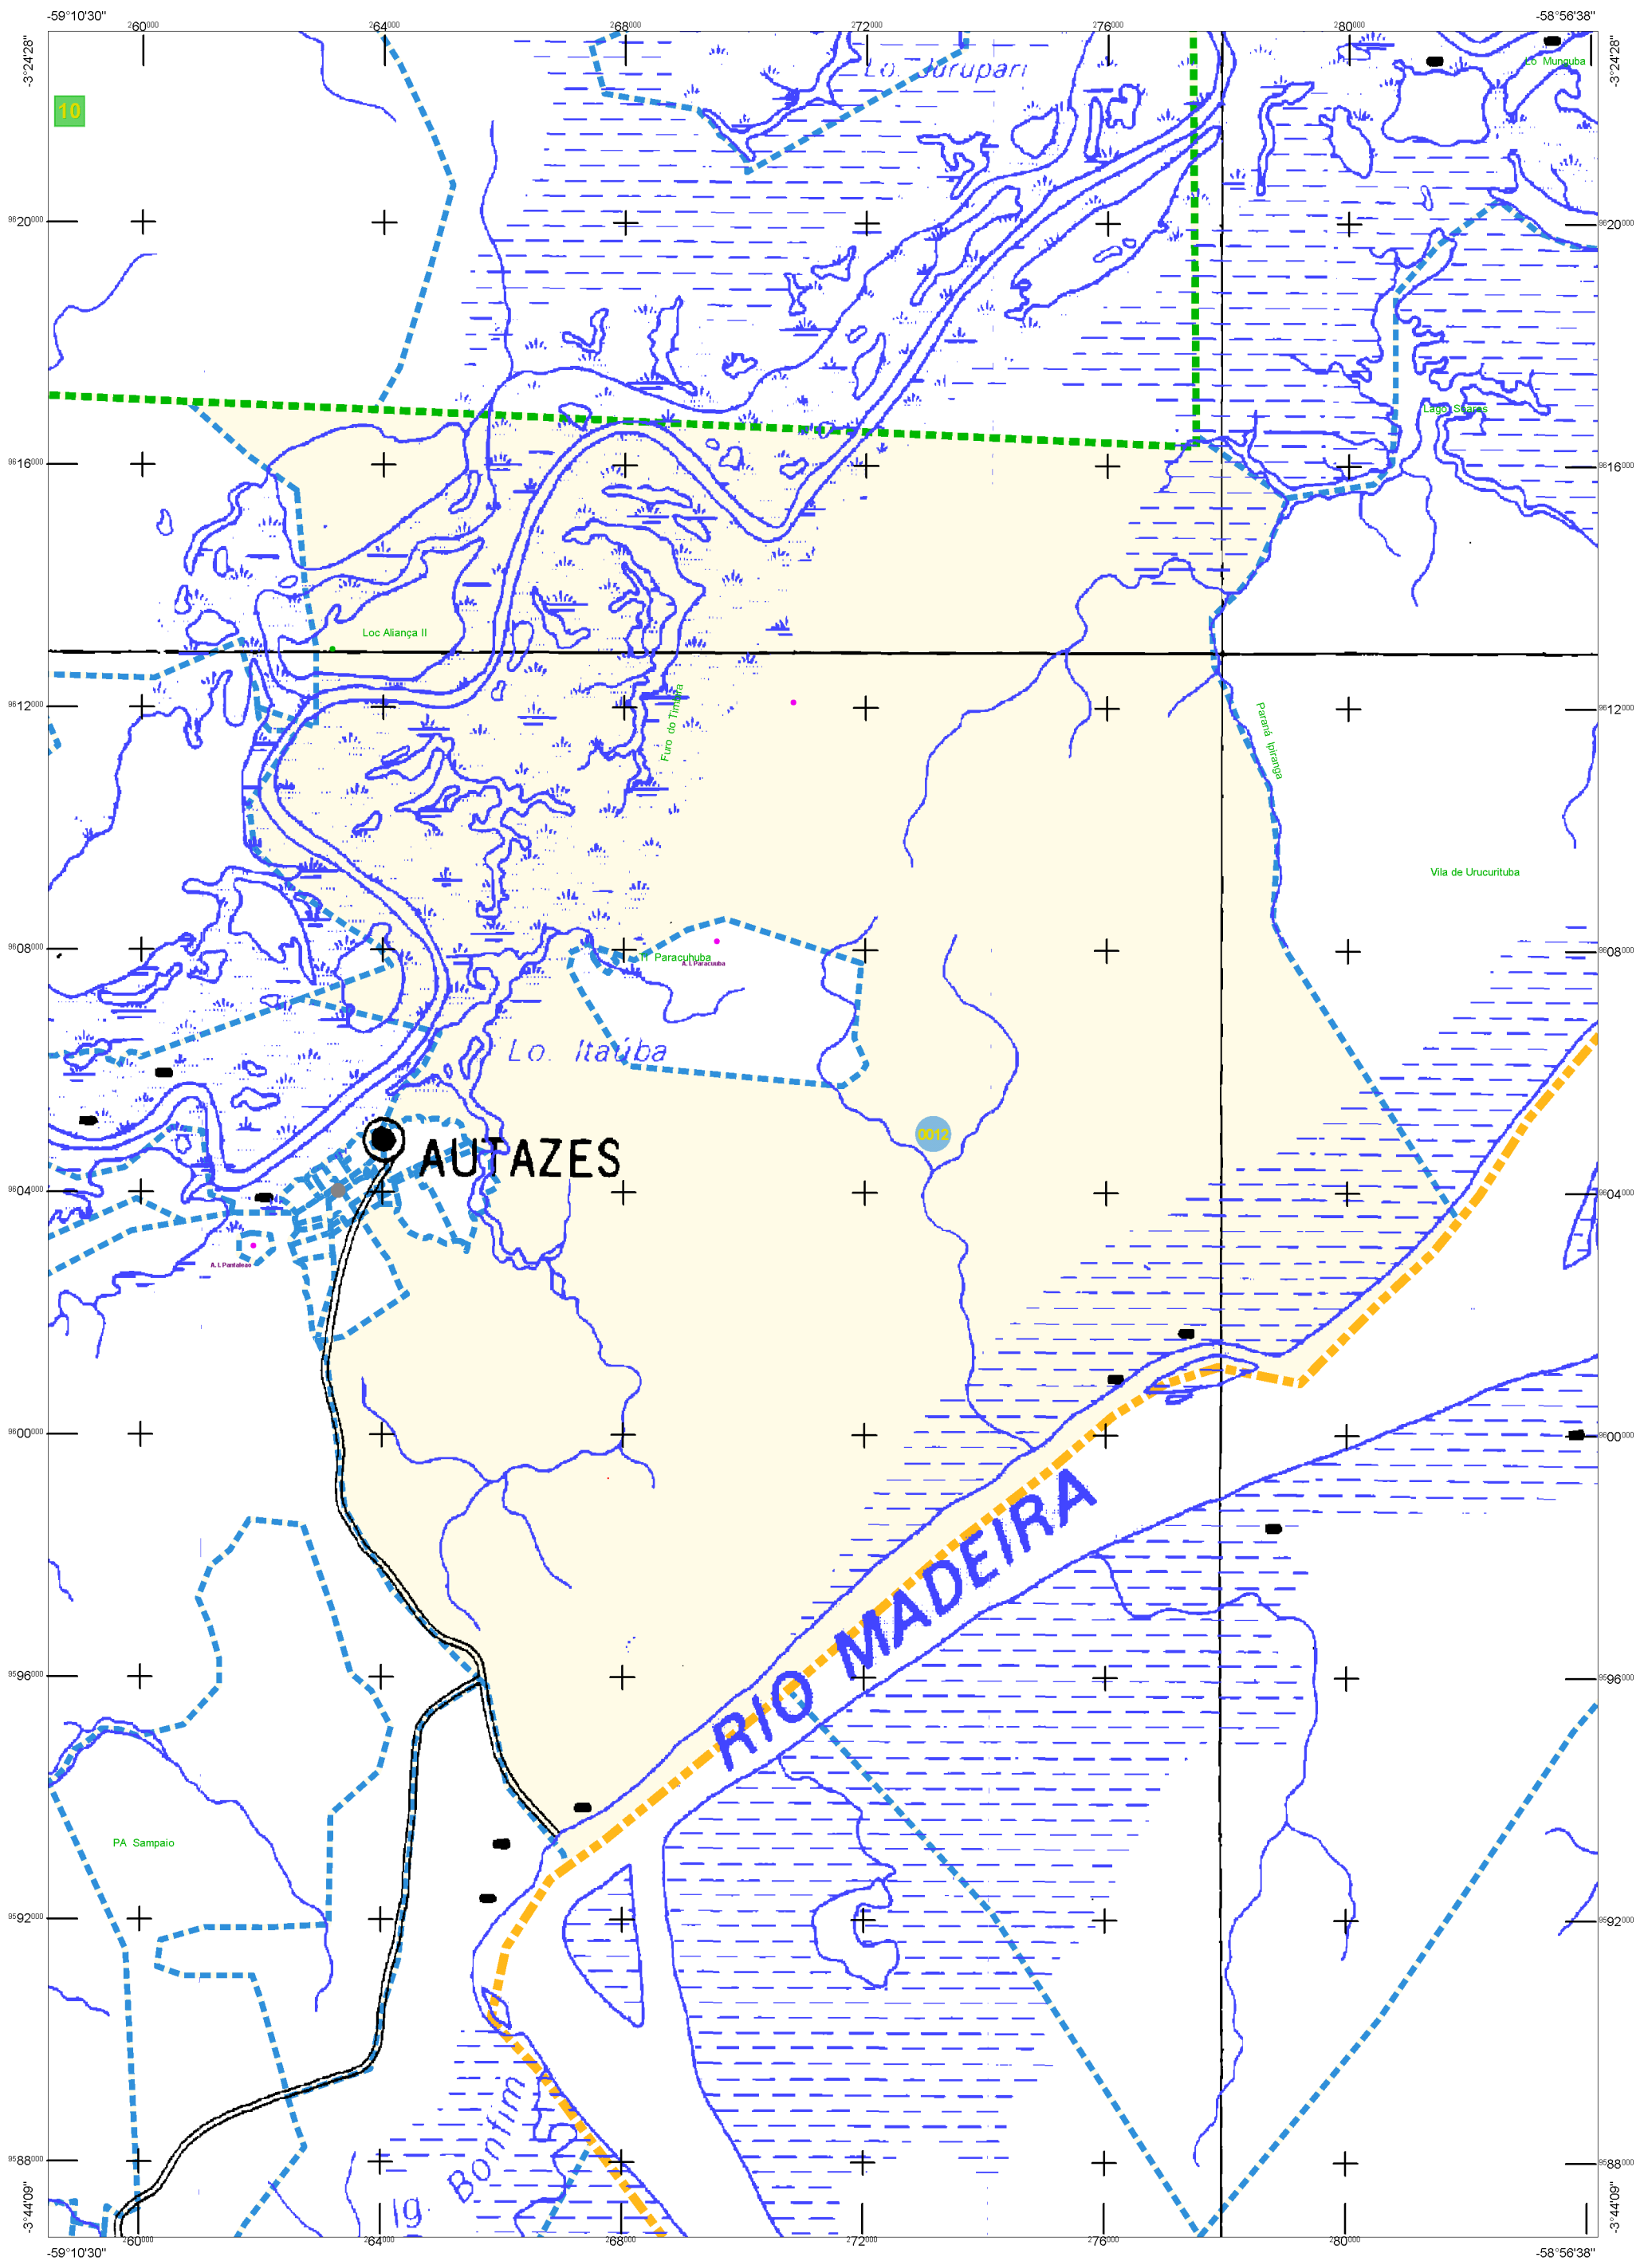 -59°10'30"
-58°56'38"
260000
264000
268000
272000
276000
280000
-3°24'28"
-3°24'28"
Lo. Jurupari
Lo Munguba
10
9620000
9620000
Lago Soares
9616000
9616000
Loc Aliança II
Furo do Timbira
Paraná Ipiranga
9612000
9612000
Vila de Urucurituba
9608000
9608000
TI Paracuhuba
A. I. Paracuuba
Lo. Itaúba
0012
AUTAZES
9604000
9604000
A. I. Pantaleao
9600000
9600000
RIO MADEIRA
9596000
9596000
PA Sampaio
9592000
9592000
Ig. Bonfim
9588000
9588000
-3°44'09"
-3°44'09"
260000
264000
268000
272000
276000
280000
-59°10'30"
-58°56'38"